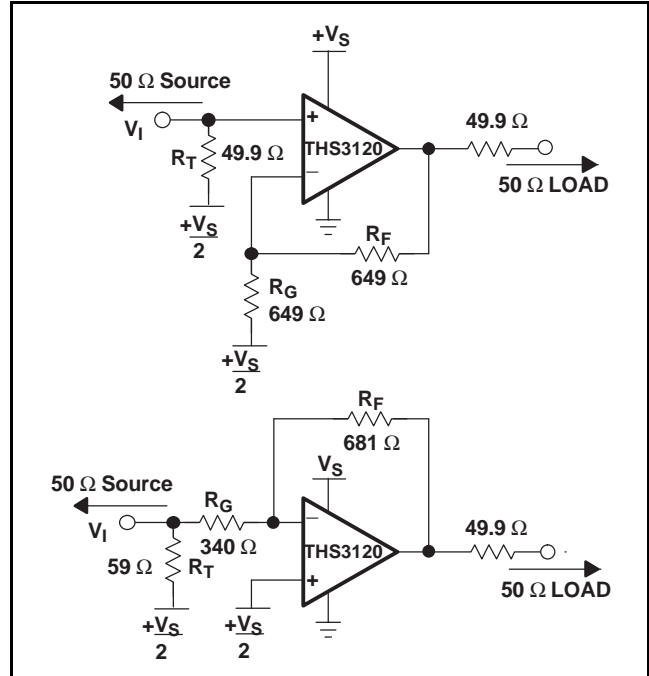 +VS
50 Ω Source
VI
+
THS3120
−
RT
49.9 Ω
49.9 Ω
50 Ω LOAD
+VS
2
RF
649 Ω
RG
649 Ω
+VS
2
RF
681 Ω
VS
50 Ω Source
VI
RG
340 Ω
−
THS3120
+
49.9 Ω
50 Ω LOAD
59 Ω
RT
+VS
2
+VS
2